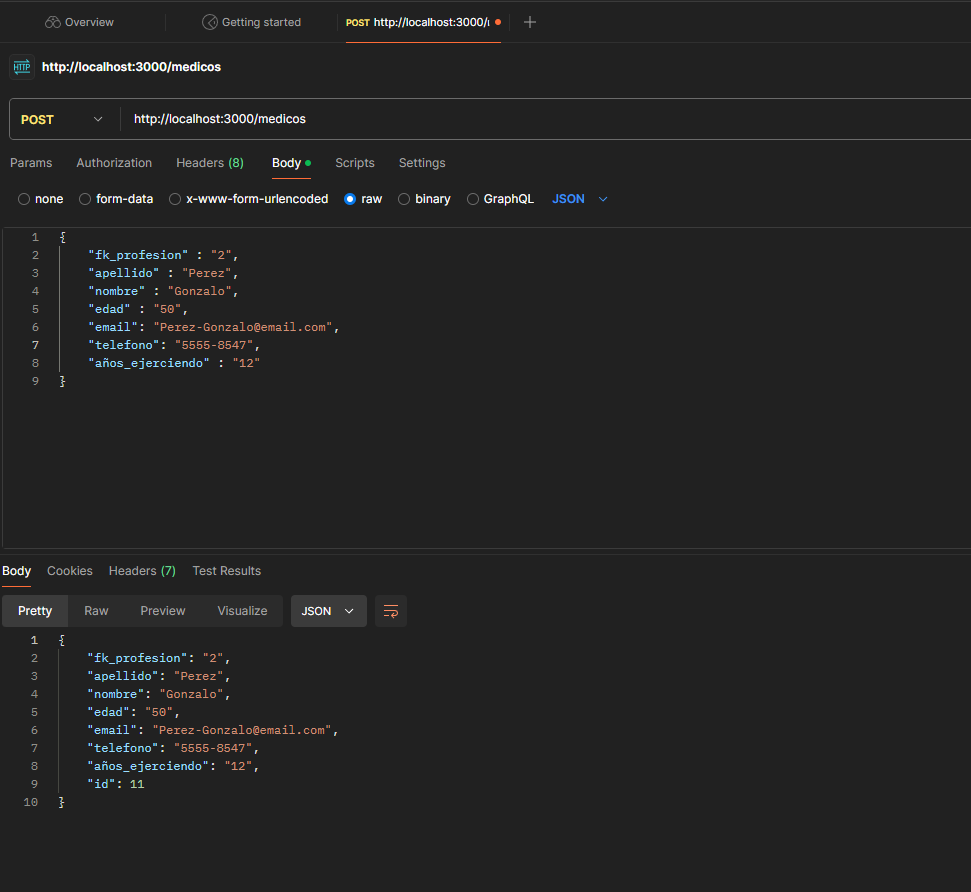 Overview Getting started POST http://localhost:3000/
HTTP http://localhost:3000/medicos
POST http://localhost:3000/medicos
Params Authorization Headers (8) Body Scripts Settings
none form-data x-www-form-urlencoded raw binary GraphQL JSON
1 {
2 "fk_profesion" : "2",
3 "apellido" : "Perez",
4 "nombre" : "Gonzalo",
5 "edad" : "50",
6 "email": "Perez-Gonzalo@email.com",
7 "telefono": "5555-8547",
8 "años_ejerciendo" : "12"
9 }
Body Cookies Headers (7) Test Results
Pretty Raw Preview Visualize JSON
1 {
2 "fk_profesion": "2",
3 "apellido": "Perez",
4 "nombre": "Gonzalo",
5 "edad": "50",
6 "email": "Perez-Gonzalo@email.com",
7 "telefono": "5555-8547",
8 "años_ejerciendo": "12",
9 "id": 11
10 }